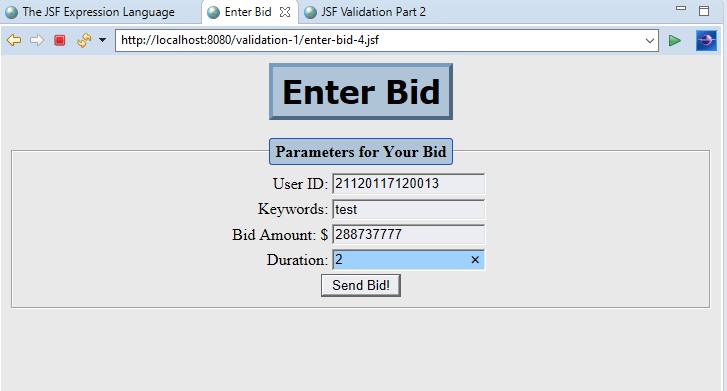 The JSF Expression Language Enter Bid JSF Validation Part 2
http://localhost:8080/validation-1/enter-bid-4.jsf
Enter Bid
Parameters for Your Bid
User ID: 21120117120013
Keywords: test
Bid Amount: $ 288737777
Duration: 2
Send Bid!